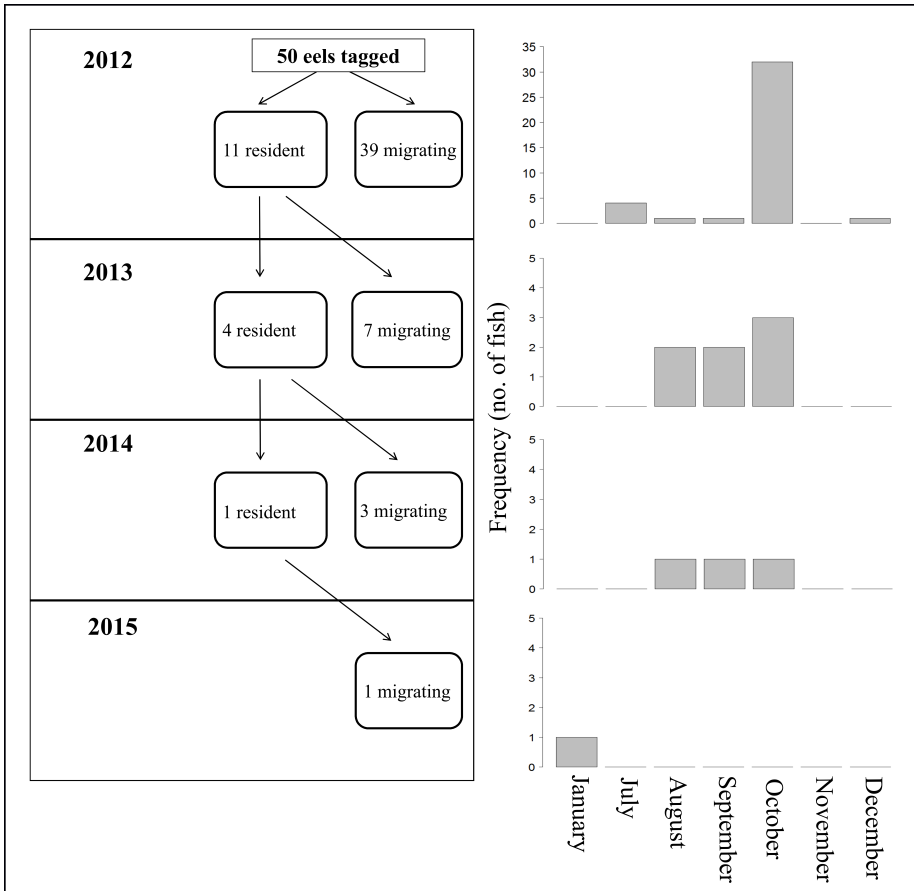 2012
50 eels tagged
11 resident
39 migrating
2013
4 resident
7 migrating
2014
1 resident
3 migrating
2015
1 migrating
Frequency (no. of fish)
35
30
25
20
15
10
5
0
5
4
3
2
1
0
5
4
3
2
1
0
5
4
3
2
1
0
January
July
August
September
October
November
December